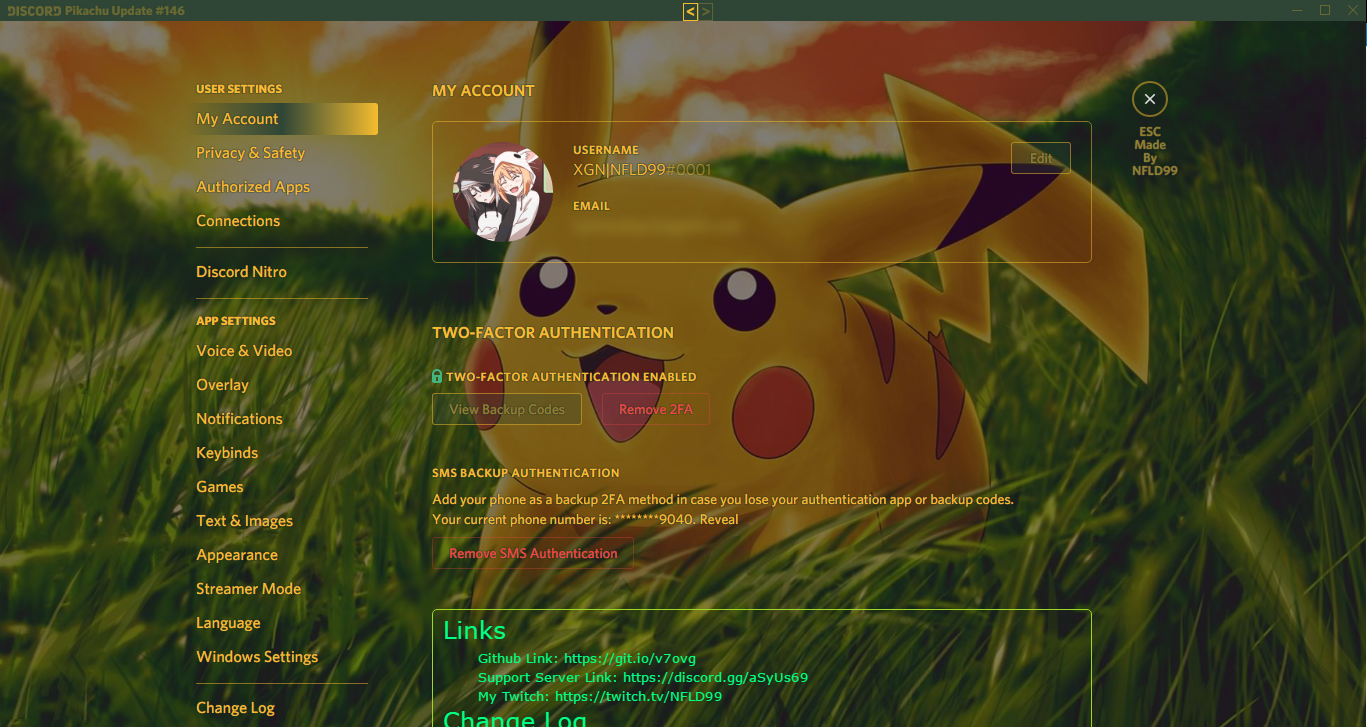 DISCORD Pikachu Update #146
< >
USER SETTINGS
My Account
Privacy & Safety
Authorized Apps
Connections
Discord Nitro
APP SETTINGS
Voice & Video
Overlay
Notifications
Keybinds
Games
Text & Images
Appearance
Streamer Mode
Language
Windows Settings
Change Log
MY ACCOUNT
USERNAME
XGN|NFLD99#0001
Edit
EMAIL
TWO-FACTOR AUTHENTICATION
TWO-FACTOR AUTHENTICATION ENABLED
View Backup Codes
Remove 2FA
SMS BACKUP AUTHENTICATION
Add your phone as a backup 2FA method in case you lose your authentication app or backup codes.
Your current phone number is: ********9040. Reveal
Remove SMS Authentication
Links
Github Link: https://git.io/v7ovg
Support Server Link: https://discord.gg/aSyUs69
My Twitch: https://twitch.tv/NFLD99
Change Log
ESC
Made
By
NFLD99